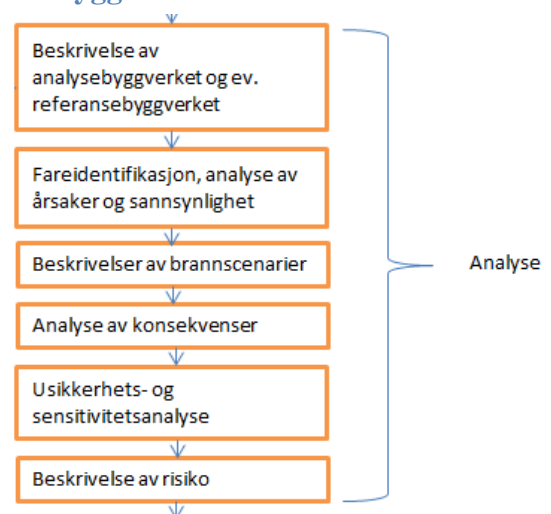 Beskrivelse av
analysebyggverket og ev.
referansebyggverket
Fareidentifikasjon, analyse av
årsaker og sannsynlighet
Beskrivelser av brannscenarier
Analyse
Analyse av konsekvenser
Usikkerhets- og
sensitivitetsanalyse
Beskrivelse av risiko